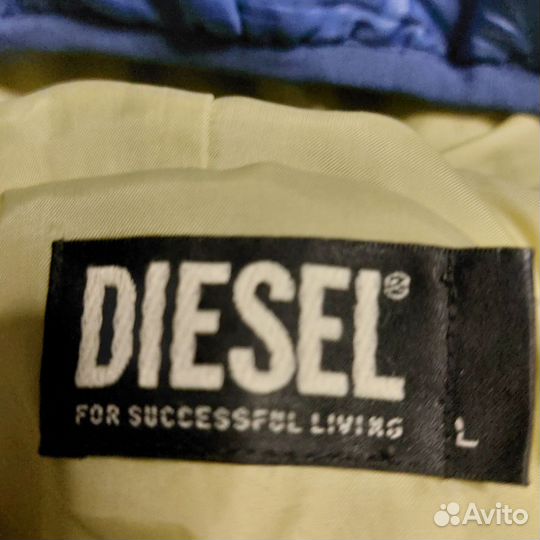 DIESEL®
FOR SUCCESSFUL LIVING
L
Avito